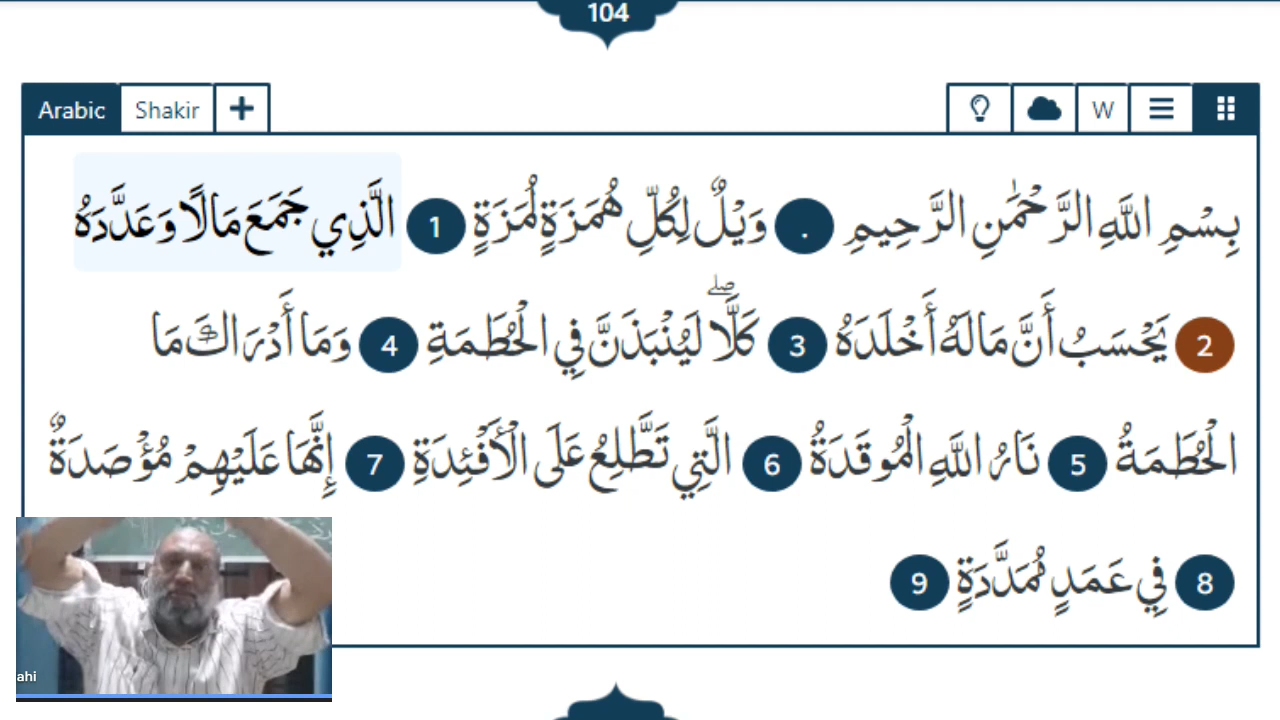 104
Arabic Shakir + W
بِسْمِ اللَّهِ الرَّحْمَٰنِ الرَّحِيمِ . وَيْلٌ لِكُلِّ هُمَزَةٍ لُمَزَةٍ 1 الَّذِي جَمَعَ مَالًا وَعَدَّدَهُ
2 يَحْسَبُ أَنَّ مَالَهُ أَخْلَدَهُ 3 كَلَّا ۖ لَيُنْبَذَنَّ فِي الْحُطَمَةِ 4 وَمَا أَدْرَاكَ مَا
الْحُطَمَةُ 5 نَارُ اللَّهِ الْمُوقَدَةُ 6 الَّتِي تَطَّلِعُ عَلَى الْأَفْئِدَةِ 7 إِنَّهَا عَلَيْهِمْ مُؤْصَدَةٌ
8 فِي عَمَدٍ مُمَدَّدَةٍ 9
ahi